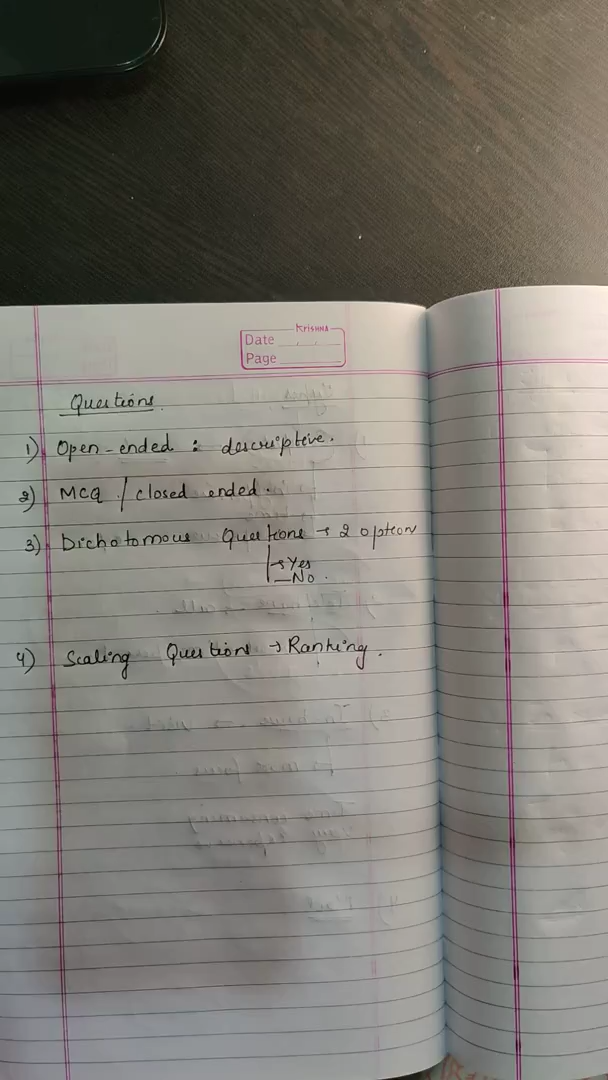 Krishna
Date
Page
Questions.
1) Open-ended : descriptive.
2) MCQ / closed ended.
3) Dichotomous Questions → 2 option
→ Yes
— No.
4) Scaling Questions → Ranking.